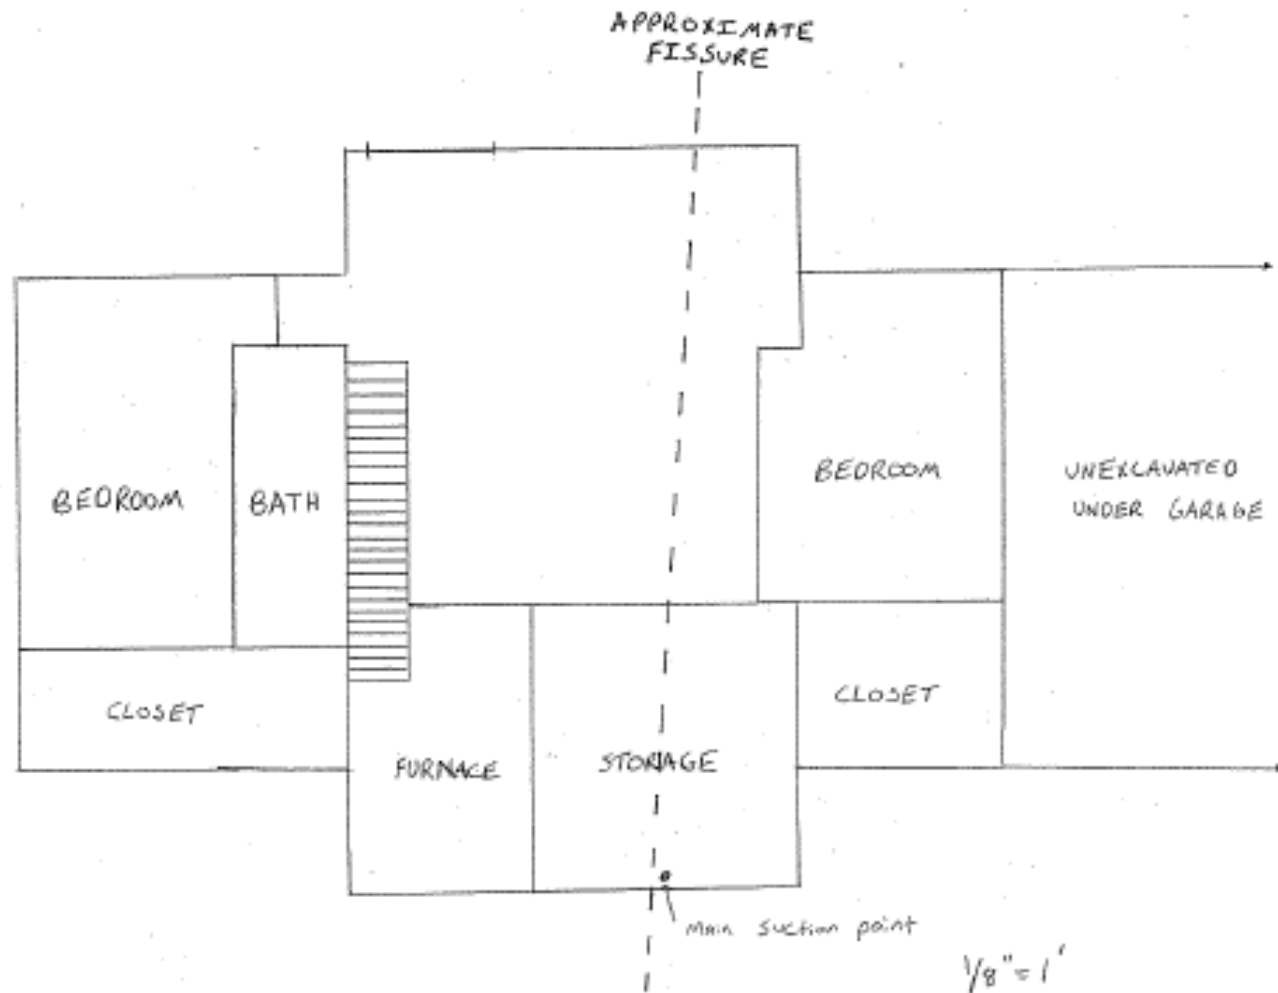 APPROXIMATE
FISSURE
BEDROOM
BATH
BEDROOM
UNEXCAVATED
UNDER GARAGE
CLOSET
CLOSET
FURNACE
STORAGE
Main Suction point
1/8" = 1'